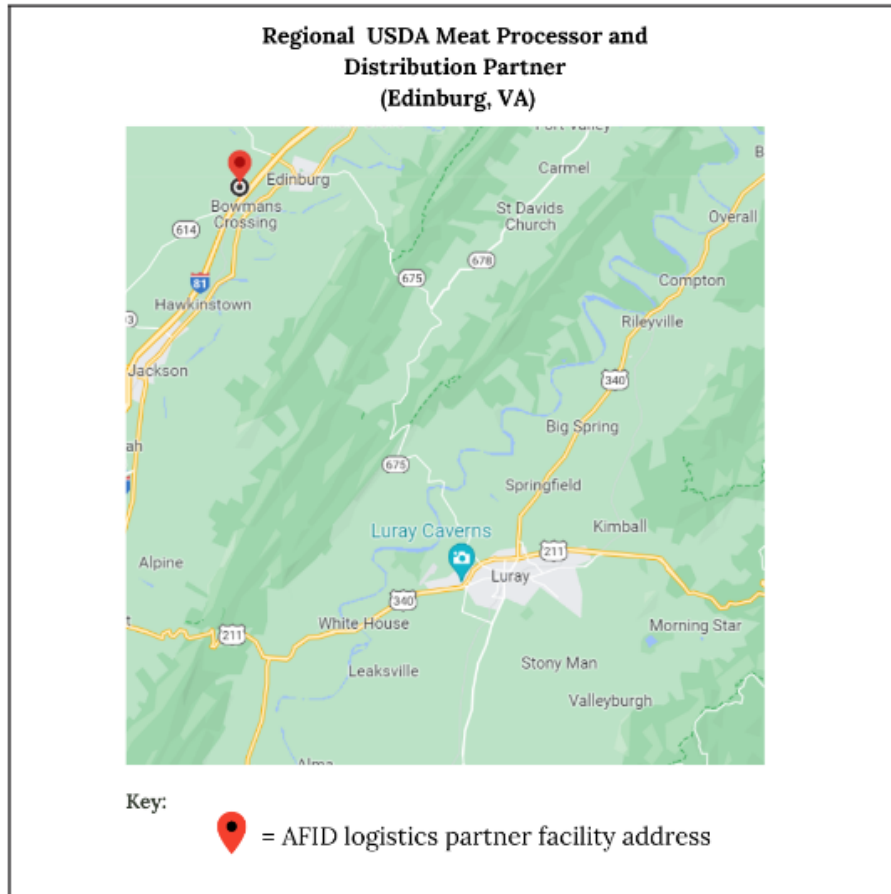 Regional USDA Meat Processor and
Distribution Partner
(Edinburg, VA)
Carmel
Edinburg
Bowmans
Crossing
St Davids
Church
Overall
614
678
675
81
Compton
Hawkinstown
Rileyville
Jackson
340
Big Spring
675
Springfield
Kimball
Luray Caverns
211
Alpine
Luray
340
White House
211
Morning Star
Leaksville
Stony Man
Valleyburgh
Key:
= AFID logistics partner facility address